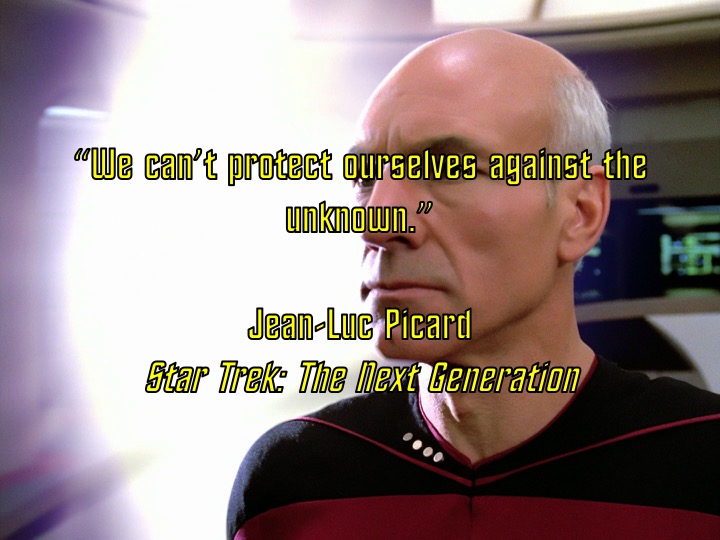 “We can’t protect ourselves against the
unknown.”
Jean-Luc Picard
Star Trek: The Next Generation